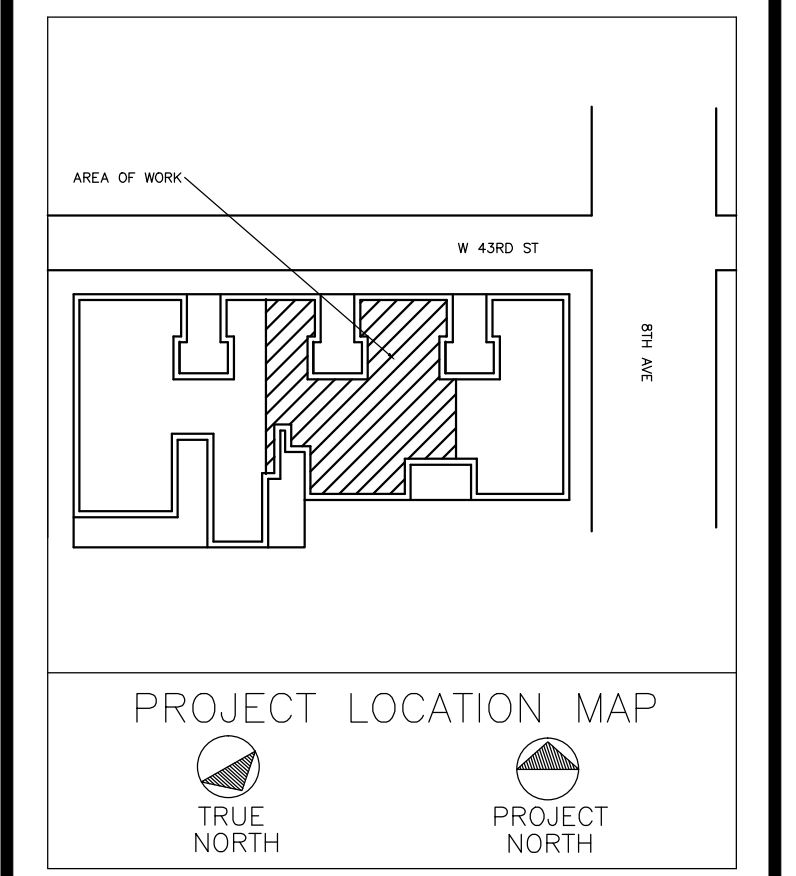 AREA OF WORK
W 43RD ST
8TH AVE
PROJECT LOCATION MAP
TRUE
NORTH
PROJECT
NORTH